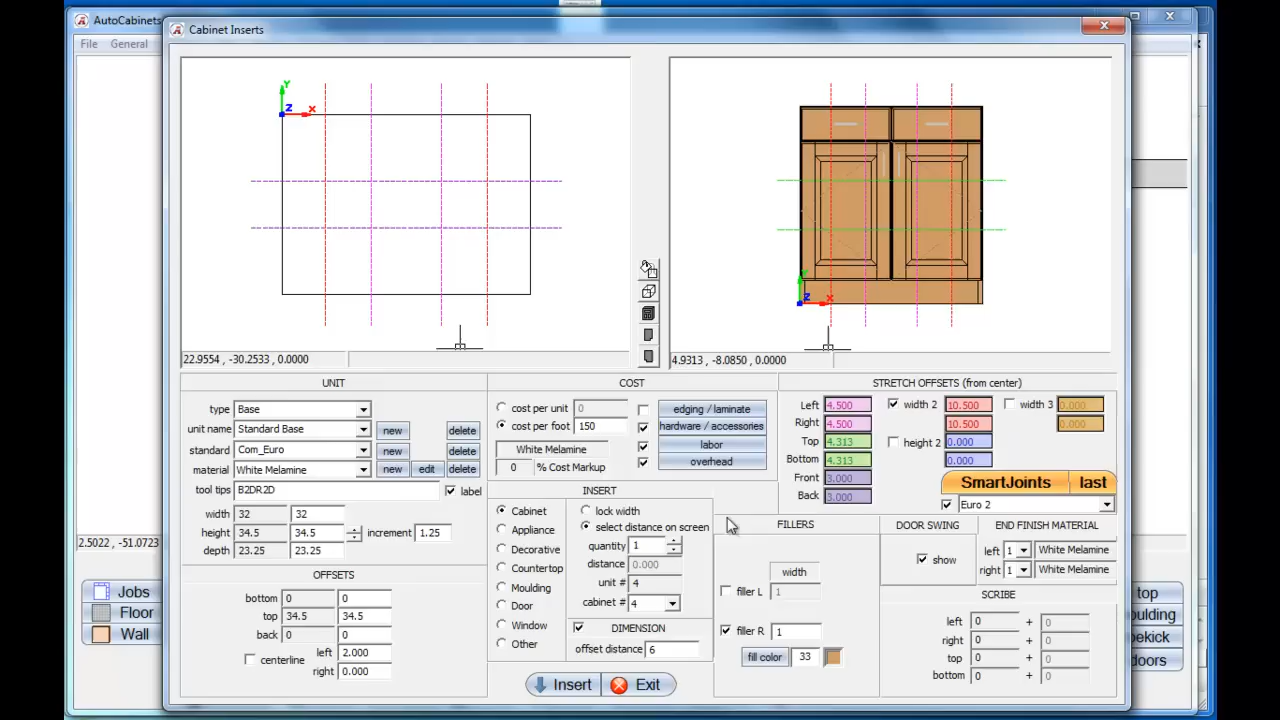 AutoCabinets
File General
Cabinet Inserts
Y
Z X
Y
Z X
22.9554 , -30.2533 , 0.0000
4.9313 , -8.0850 , 0.0000
UNIT
type Base
unit name Standard Base new delete
standard Com_Euro new delete
material White Melamine new edit delete
tool tips B2DR2D label
width 32 32
height 34.5 34.5 increment 1.25
depth 23.25 23.25
OFFSETS
bottom 0 0
top 34.5 34.5
back 0 0
centerline left 2.000
right 0.000
COST
cost per unit 0 edging / laminate
cost per foot 150 hardware / accessories
White Melamine labor
0 % Cost Markup overhead
INSERT
Cabinet
Appliance
Decorative
Countertop
Moulding
Door
Window
Other
lock width
select distance on screen
quantity 1
distance 0.000
unit # 4
cabinet # 4
DIMENSION
offset distance 6
Insert Exit
STRETCH OFFSETS (from center)
Left 4.500 width 2 10.500 width 3 0.000
Right 4.500 10.500 0.000
Top 4.313 height 2 0.000
Bottom 4.313 0.000
Front 3.000
Back 3.000
SmartJoints last
Euro 2
FILLERS
width
filler L 1
filler R 1
fill color 33
DOOR SWING
show
END FINISH MATERIAL
left 1 White Melamine
right 1 White Melamine
SCRIBE
left 0 + 0
right 0 + 0
top 0 + 0
bottom 0 + 0
2.5022 , -51.0723
Jobs
Floor
Wall
top
oulding
ekick
oors